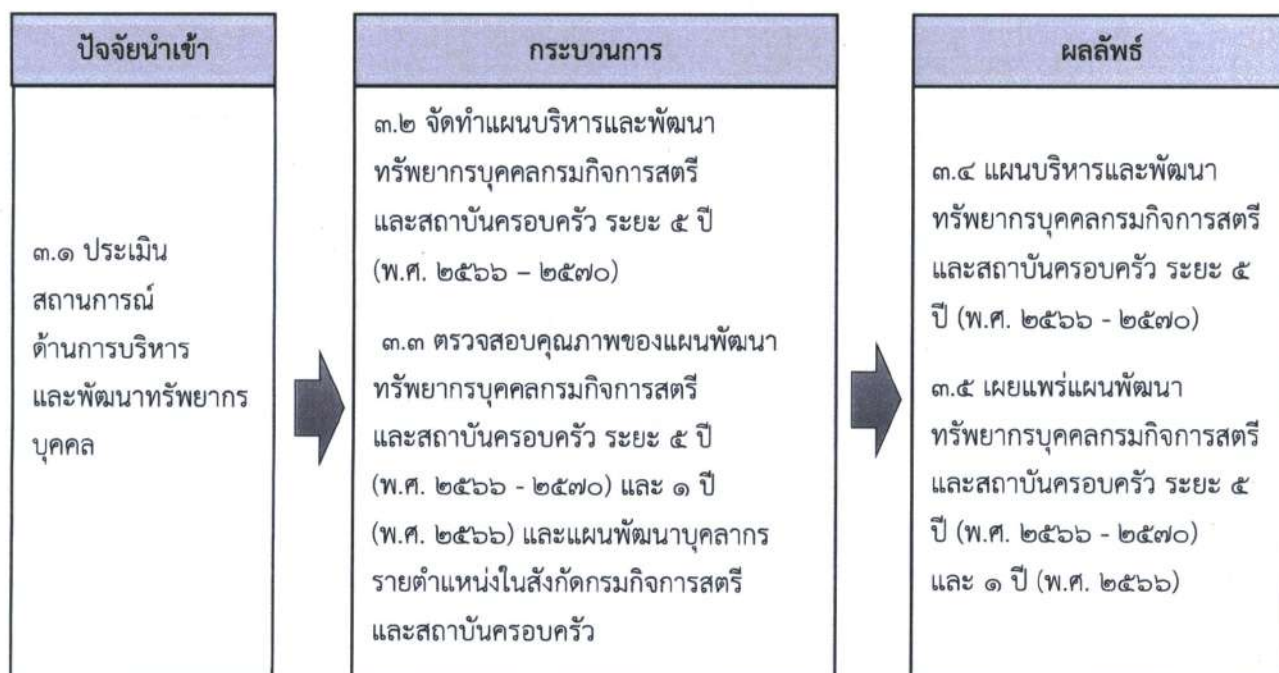 ปัจจัยนำเข้า
๓.๑ ประเมิน
สถานการณ์
ด้านการบริหาร
และพัฒนาทรัพยากร
บุคคล
กระบวนการ
๓.๒ จัดทำแผนบริหารและพัฒนา
ทรัพยากรบุคคลกรมกิจการสตรี
และสถาบันครอบครัว ระยะ ๕ ปี
(พ.ศ. ๒๕๖๖ – ๒๕๗๐)
๓.๓ ตรวจสอบคุณภาพของแผนพัฒนา
ทรัพยากรบุคคลกรมกิจการสตรี
และสถาบันครอบครัว ระยะ ๕ ปี
(พ.ศ. ๒๕๖๖ - ๒๕๗๐) และ ๑ ปี
(พ.ศ. ๒๕๖๖) และแผนพัฒนาบุคลากร
รายตำแหน่งในสังกัดกรมกิจการสตรี
และสถาบันครอบครัว
ผลลัพธ์
๓.๔ แผนบริหารและพัฒนา
ทรัพยากรบุคคลกรมกิจการสตรี
และสถาบันครอบครัว ระยะ ๕
ปี (พ.ศ. ๒๕๖๖ - ๒๕๗๐)
๓.๕ เผยแพร่แผนพัฒนา
ทรัพยากรบุคคลกรมกิจการสตรี
และสถาบันครอบครัว ระยะ ๕
ปี (พ.ศ. ๒๕๖๖ - ๒๕๗๐)
และ ๑ ปี (พ.ศ. ๒๕๖๖)